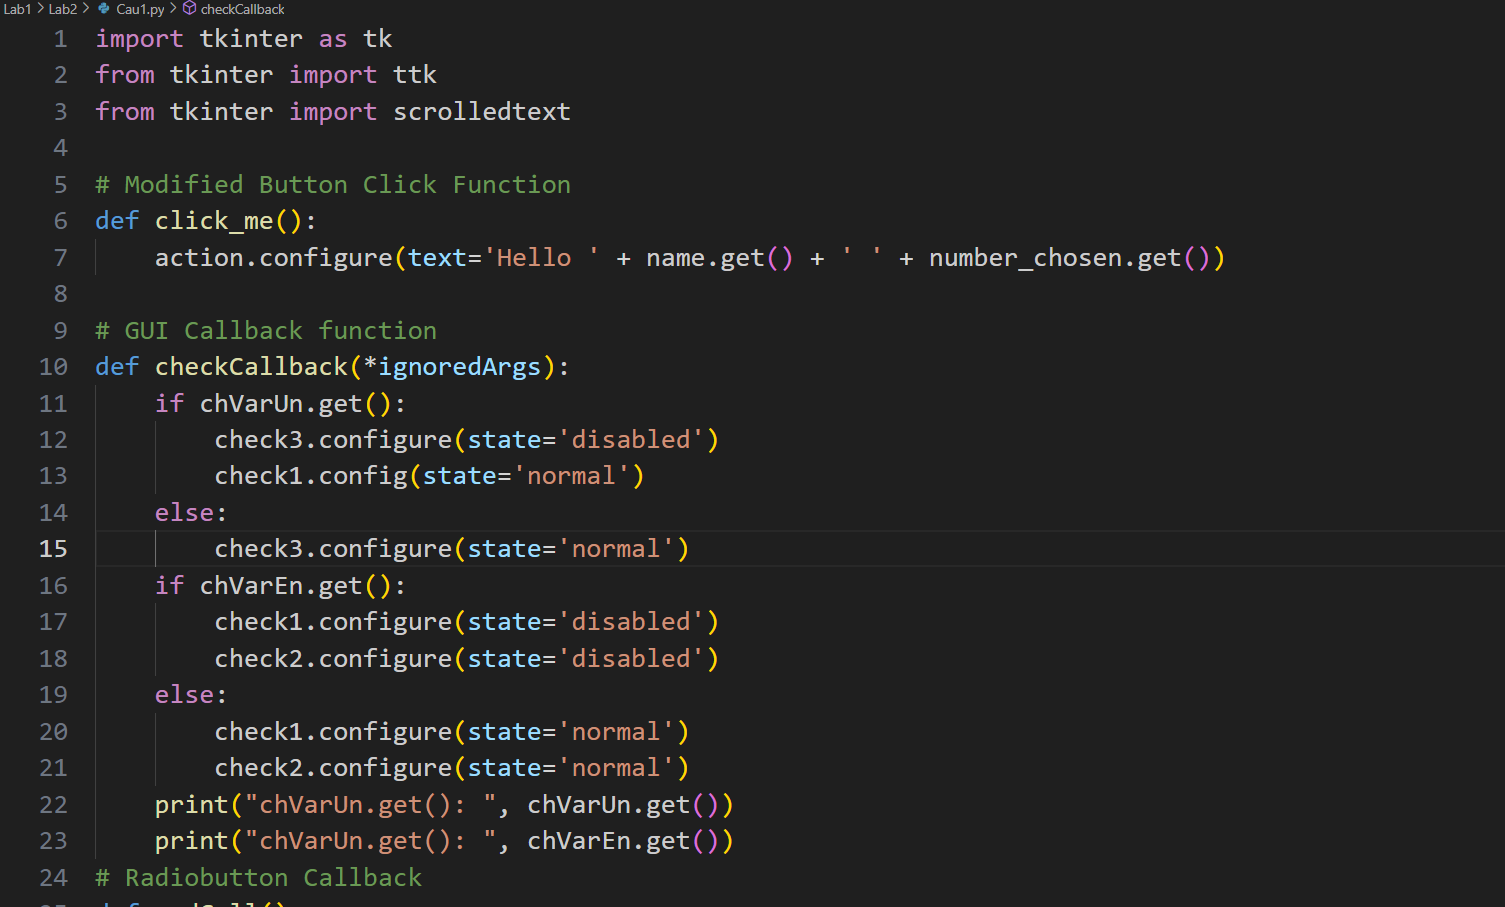 Lab1 > Lab2 > Cau1.py > checkCallback
1 import tkinter as tk
2 from tkinter import ttk
3 from tkinter import scrolledtext
4
5 # Modified Button Click Function
6 def click_me():
7     action.configure(text='Hello ' + name.get() + ' ' + number_chosen.get())
8
9 # GUI Callback function
10 def checkCallback(*ignoredArgs):
11     if chVarUn.get():
12         check3.configure(state='disabled')
13         check1.config(state='normal')
14     else:
15         check3.configure(state='normal')
16     if chVarEn.get():
17         check1.configure(state='disabled')
18         check2.configure(state='disabled')
19     else:
20         check1.configure(state='normal')
21         check2.configure(state='normal')
22     print("chVarUn.get(): ", chVarUn.get())
23     print("chVarUn.get(): ", chVarEn.get())
24 # Radiobutton Callback